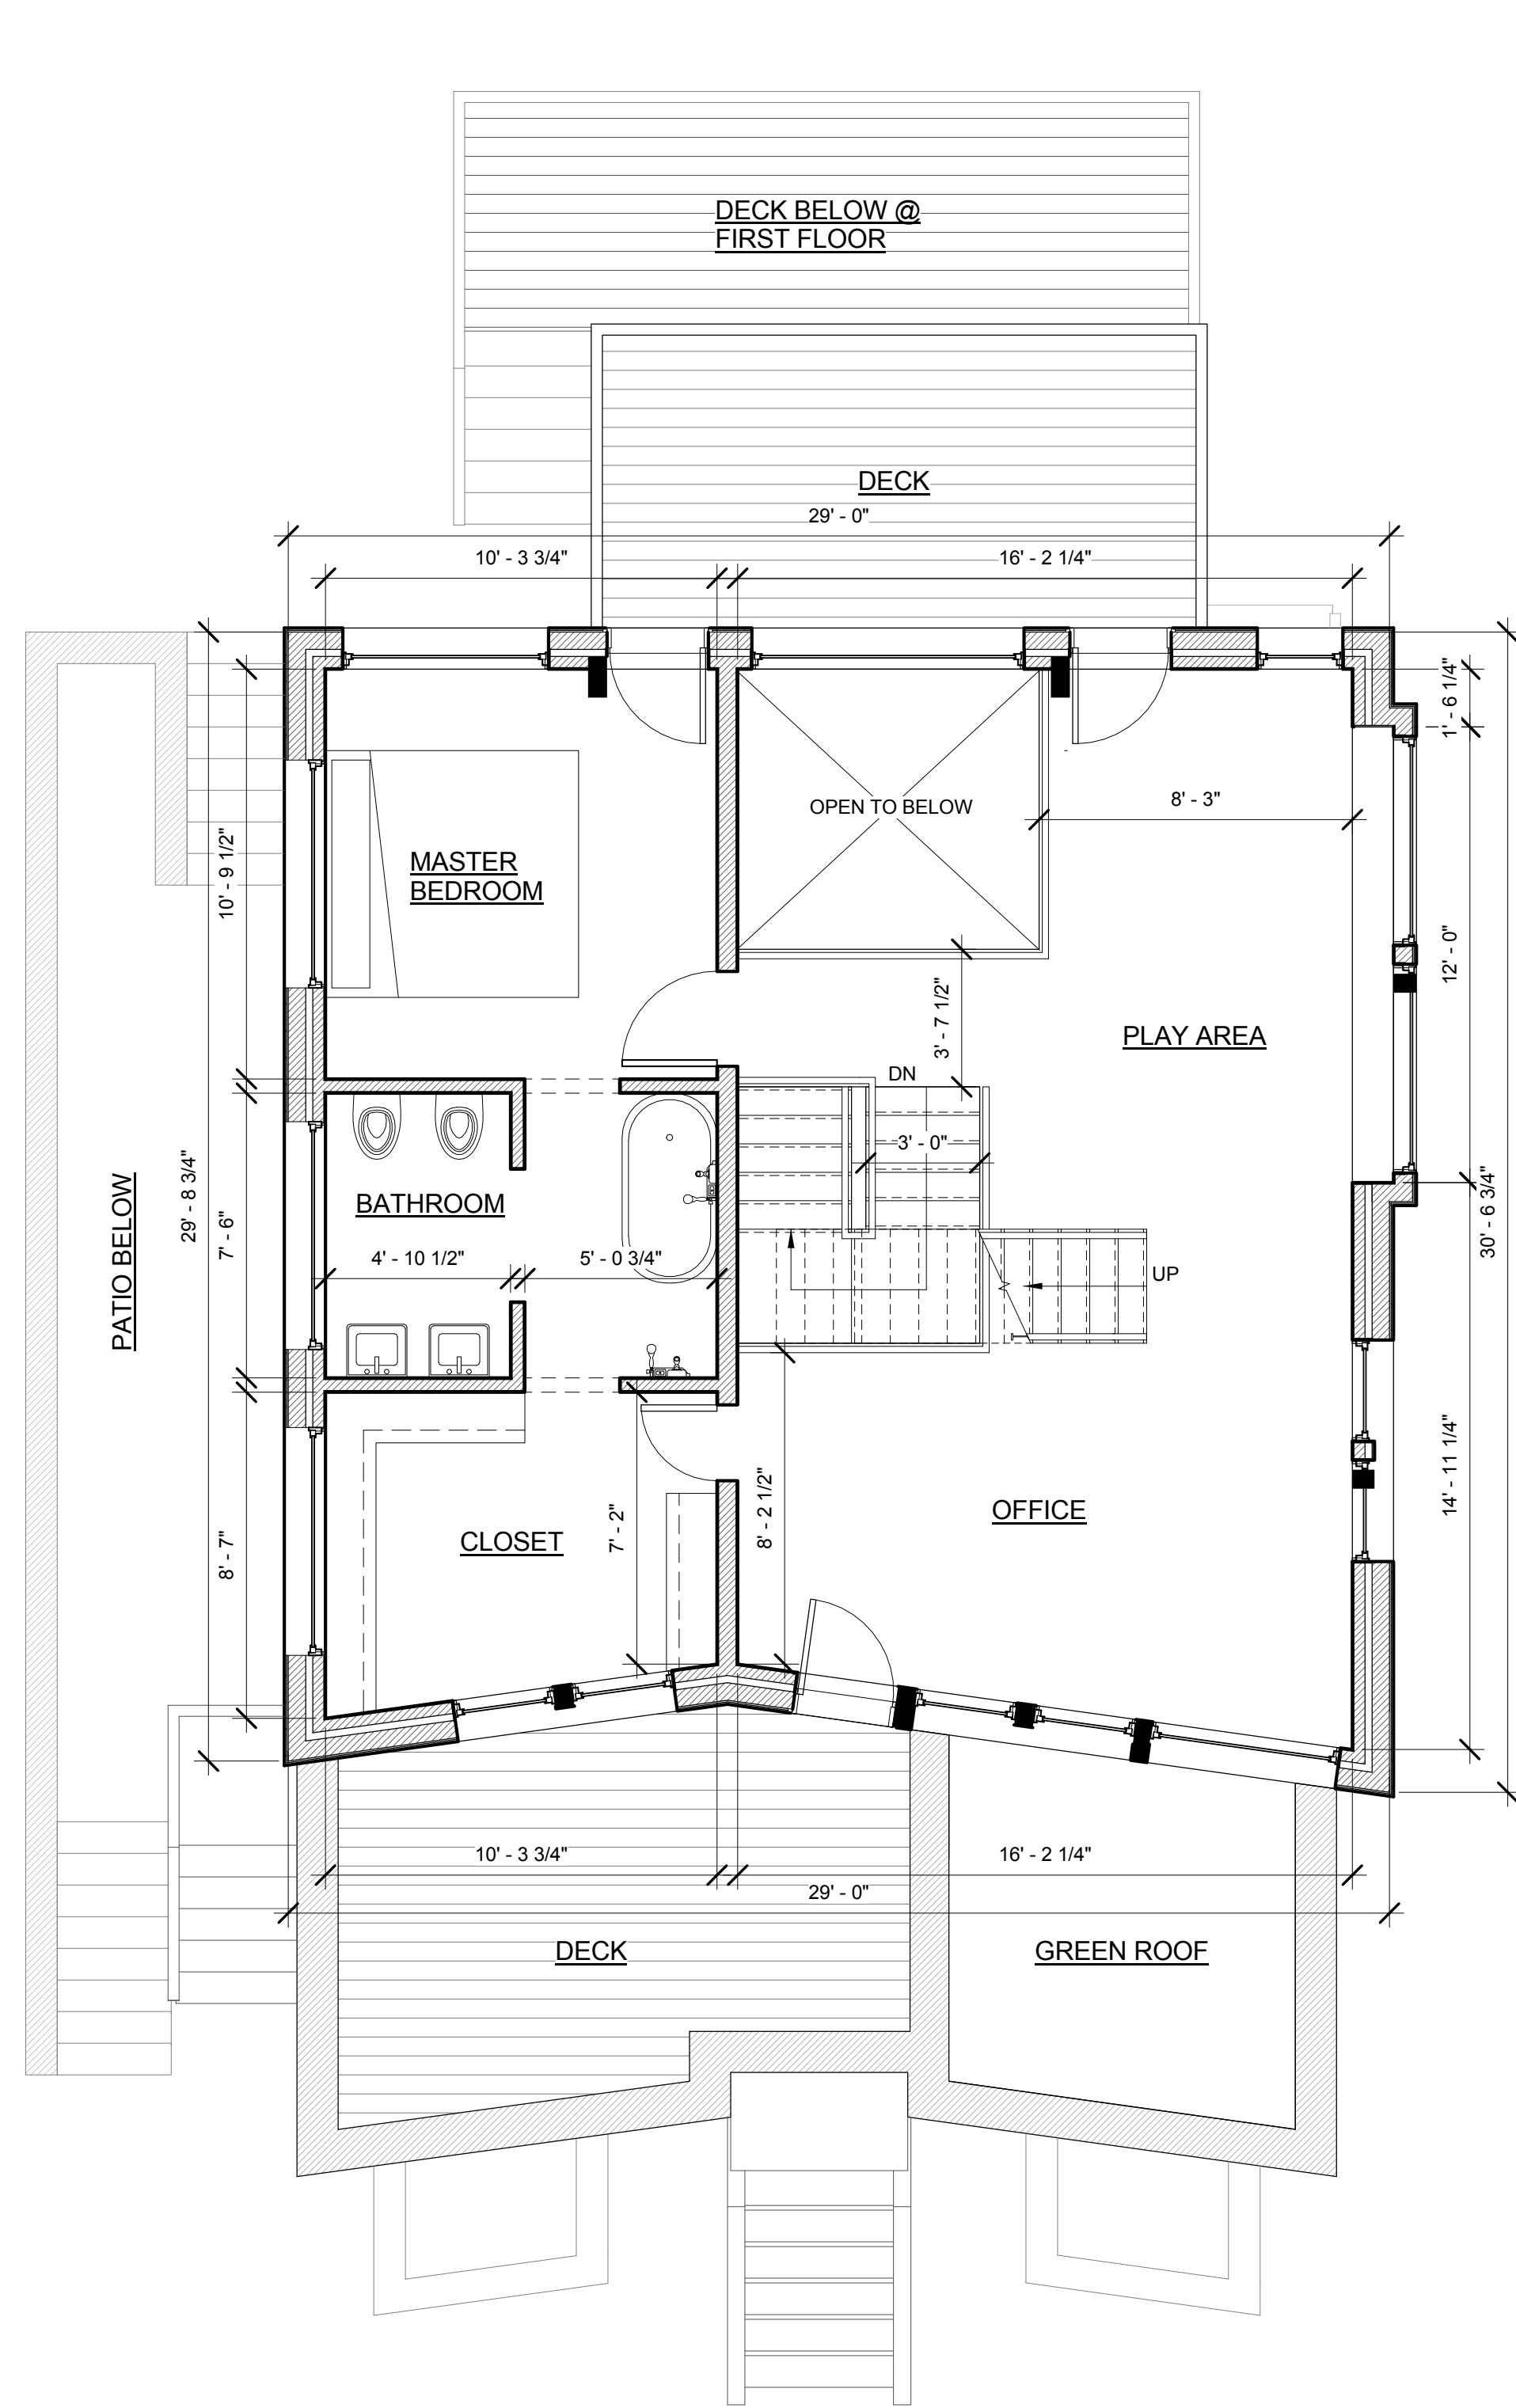 DECK BELOW @
FIRST FLOOR
DECK
29' - 0"
10' - 3 3/4"
16' - 2 1/4"
1' - 6 1/4"
OPEN TO BELOW
8' - 3"
MASTER
BEDROOM
10' - 9 1/2"
12' - 0"
3' - 7 1/2"
PLAY AREA
DN
3' - 0"
PATIO BELOW
29' - 8 3/4"
7' - 6"
BATHROOM
4' - 10 1/2"
5' - 0 3/4"
UP
30' - 6 3/4"
14' - 11 1/4"
8' - 7"
CLOSET
7' - 2"
8' - 2 1/2"
OFFICE
10' - 3 3/4"
16' - 2 1/4"
29' - 0"
DECK
GREEN ROOF